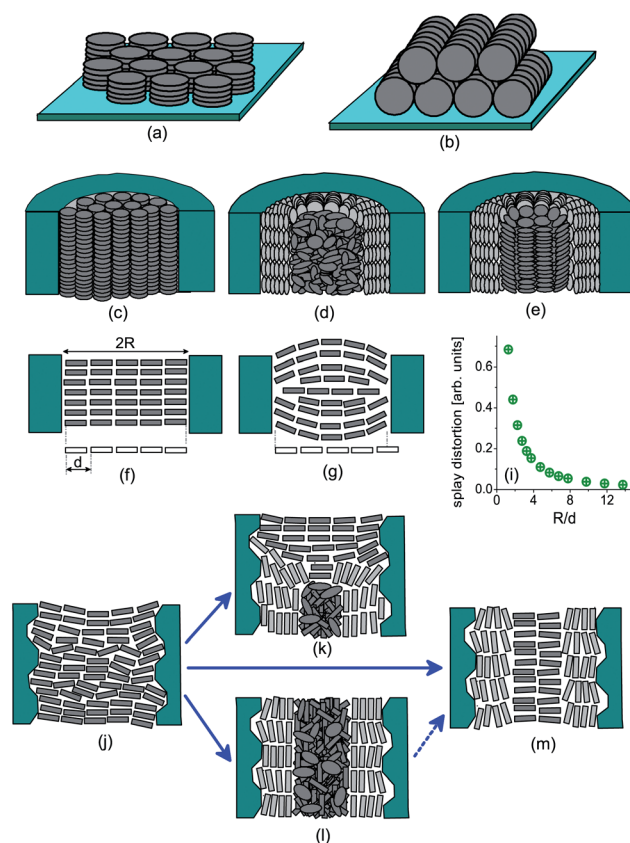 (a)
(b)
(c)
(d)
(e)
2R
d
(f)
(g)
splay distortion [arb. units]
0.6
0.4
0.2
0.0
(i)
0 4 8 12
R/d
(j)
(k)
(l)
(m)